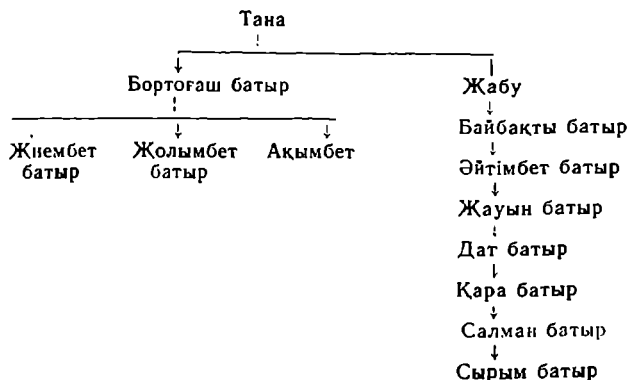 Тана
Бортоғаш батыр
Жиембет батыр
Жолымбет батыр
Ақымбет
Жабу
Байбақты батыр
Әйтімбет батыр
Жауын батыр
Дат батыр
Қара батыр
Салман батыр
Сырым батыр